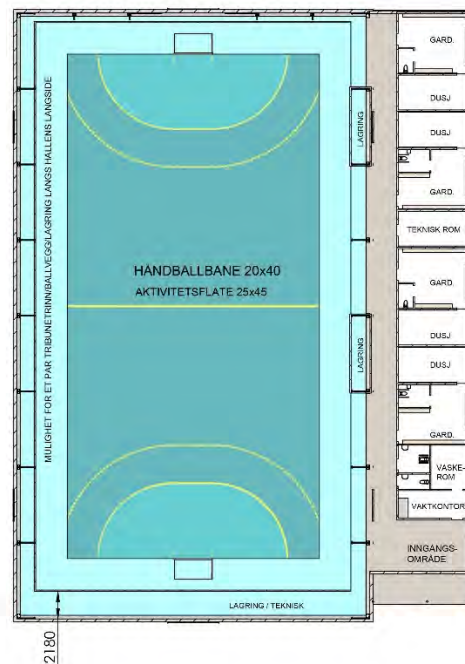 GARD.
DUSJ
DUSJ
GARD.
TEKNISK ROM
GARD.
DUSJ
DUSJ
GARD.
VASKE-
ROM
VAKTKONTOR
INNGANGS-
OMRÅDE
LAGRING
LAGRING
MULIGHET FOR ET PAR TRIBUNETRINN/BALLVEGG/LAGRING LANGS HALLENS LANGSIDE
HANDBALLBANE 20x40
AKTIVITETSFLATE 25x45
LAGRING / TEKNISK
2180